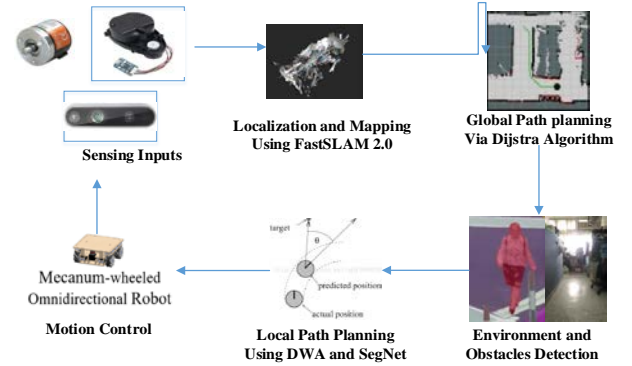 Sensing Inputs
Localization and Mapping
Using FastSLAM 2.0
Global Path planning
Via Dijstra Algorithm
target
θ
predicted position
actual position
Mecanum-wheeled
Omnidirectional Robot
Motion Control
Local Path Planning
Using DWA and SegNet
Environment and
Obstacles Detection